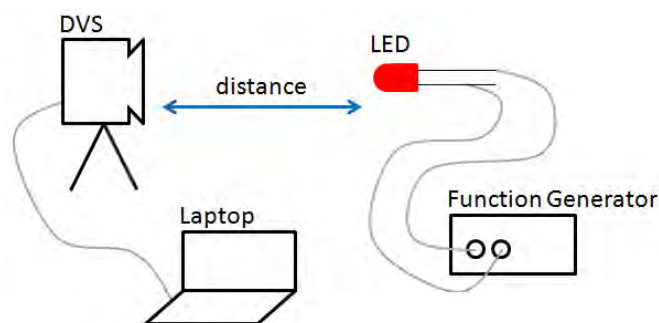 DVS
LED
distance
Laptop
Function Generator